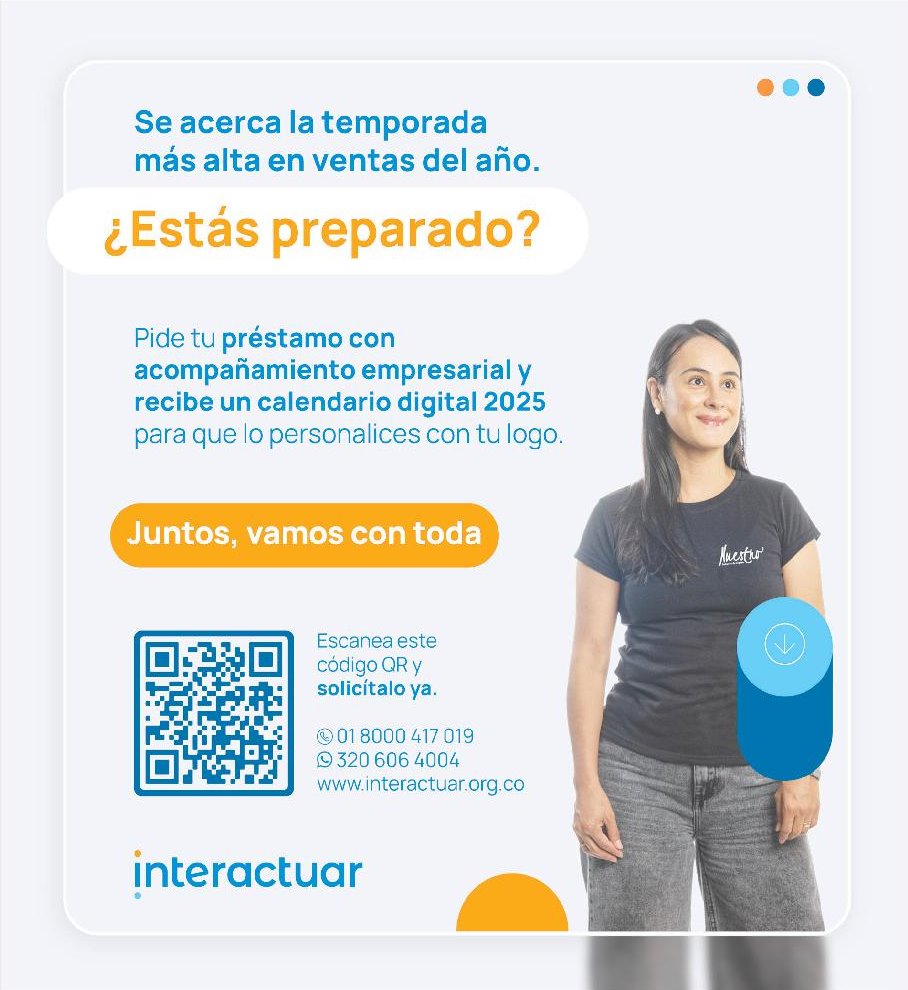 Se acerca la temporada
más alta en ventas del año.
¿Estás preparado?
Pide tu préstamo con
acompañamiento empresarial y
recibe un calendario digital 2025
para que lo personalices con tu logo.
Juntos, vamos con toda
Nuestro
Escanea este
código QR y
solicítalo ya.
01 8000 417 019
320 606 4004
www.interactuar.org.co
interactuar